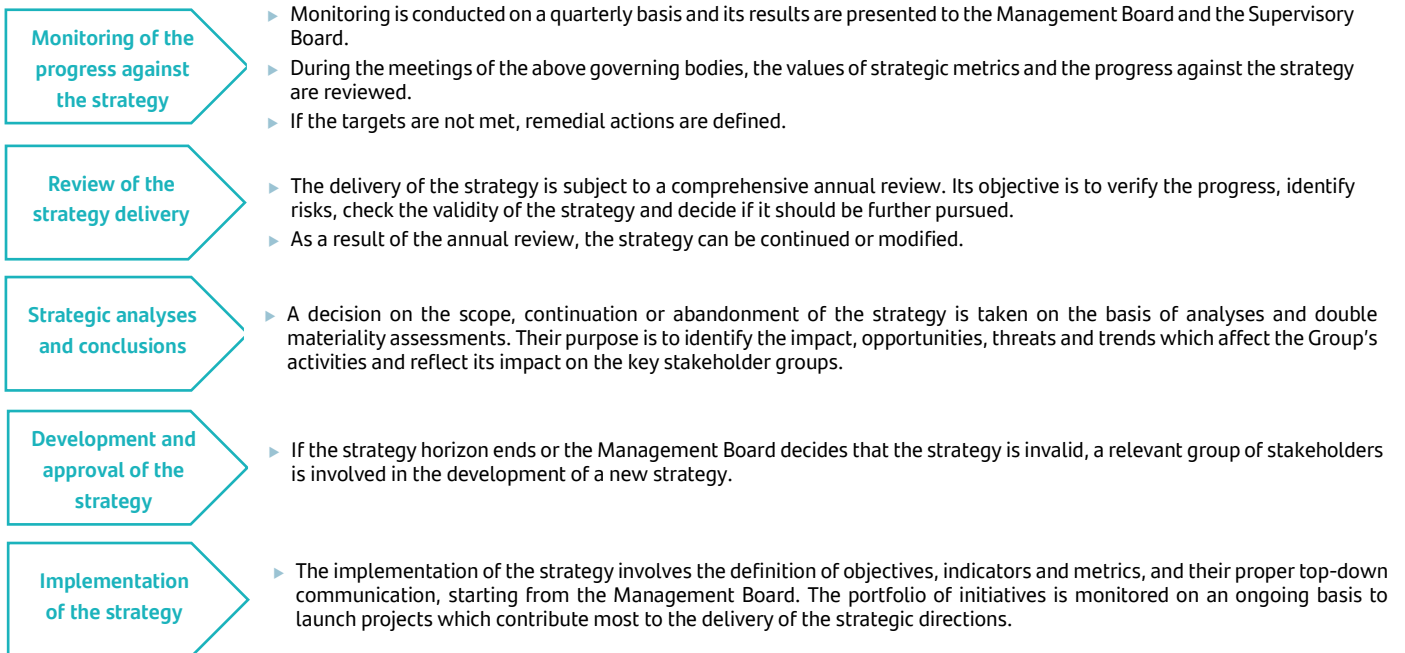 Monitoring of the
progress against
the strategy
▶ Monitoring is conducted on a quarterly basis and its results are presented to the Management Board and the Supervisory
Board.
▶ During the meetings of the above governing bodies, the values of strategic metrics and the progress against the strategy
are reviewed.
▶ If the targets are not met, remedial actions are defined.
Review of the
strategy delivery
▶ The delivery of the strategy is subject to a comprehensive annual review. Its objective is to verify the progress, identify
risks, check the validity of the strategy and decide if it should be further pursued.
▶ As a result of the annual review, the strategy can be continued or modified.
Strategic analyses
and conclusions
▶ A decision on the scope, continuation or abandonment of the strategy is taken on the basis of analyses and double
materiality assessments. Their purpose is to identify the impact, opportunities, threats and trends which affect the Group's
activities and reflect its impact on the key stakeholder groups.
Development and
approval of the
strategy
▶ If the strategy horizon ends or the Management Board decides that the strategy is invalid, a relevant group of stakeholders
is involved in the development of a new strategy.
Implementation
of the strategy
▶ The implementation of the strategy involves the definition of objectives, indicators and metrics, and their proper top-down
communication, starting from the Management Board. The portfolio of initiatives is monitored on an ongoing basis to
launch projects which contribute most to the delivery of the strategic directions.